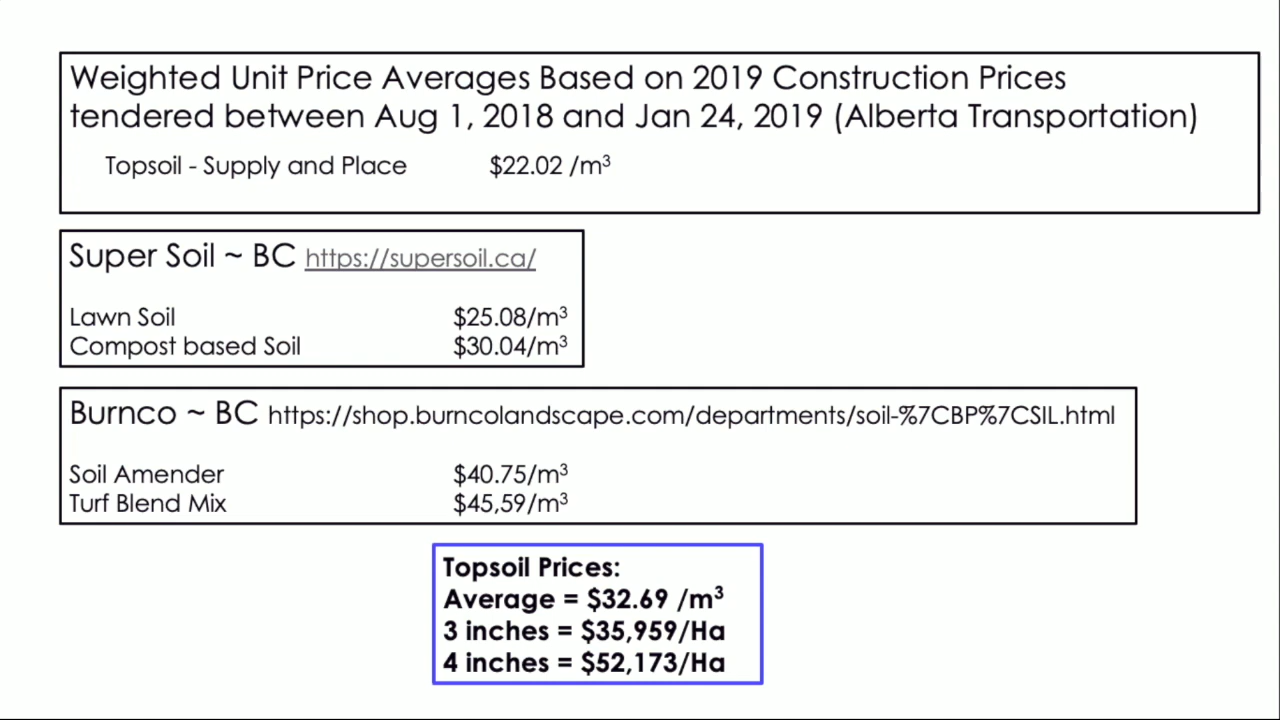 Weighted Unit Price Averages Based on 2019 Construction Prices
tendered between Aug 1, 2018 and Jan 24, 2019 (Alberta Transportation)
Topsoil - Supply and Place $22.02 /m³
Super Soil ~ BC https://supersoil.ca/
Lawn Soil $25.08/m³
Compost based Soil $30.04/m³
Burnco ~ BC https://shop.burncolandscape.com/departments/soil-%7CBP%7CSIL.html
Soil Amender $40.75/m³
Turf Blend Mix $45,59/m³
Topsoil Prices:
Average = $32.69 /m³
3 inches = $35,959/Ha
4 inches = $52,173/Ha